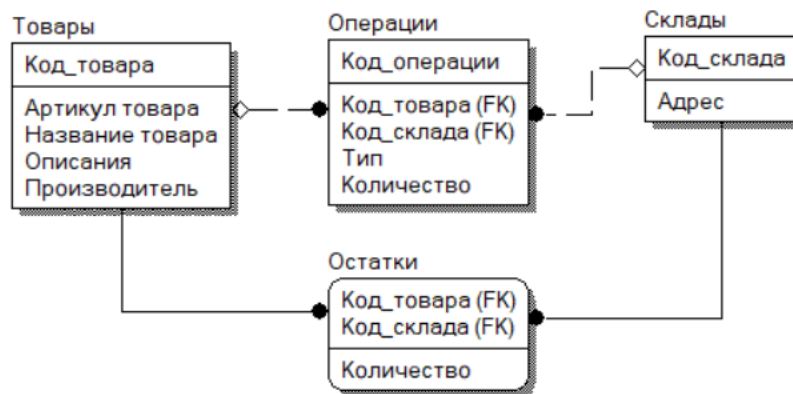 Товары
Код_товара
Артикул товара
Название товара
Описания
Производитель
Операции
Код_операции
Код_товара (FK)
Код_склада (FK)
Тип
Количество
Склады
Код_склада
Адрес
Остатки
Код_товара (FK)
Код_склада (FK)
Количество